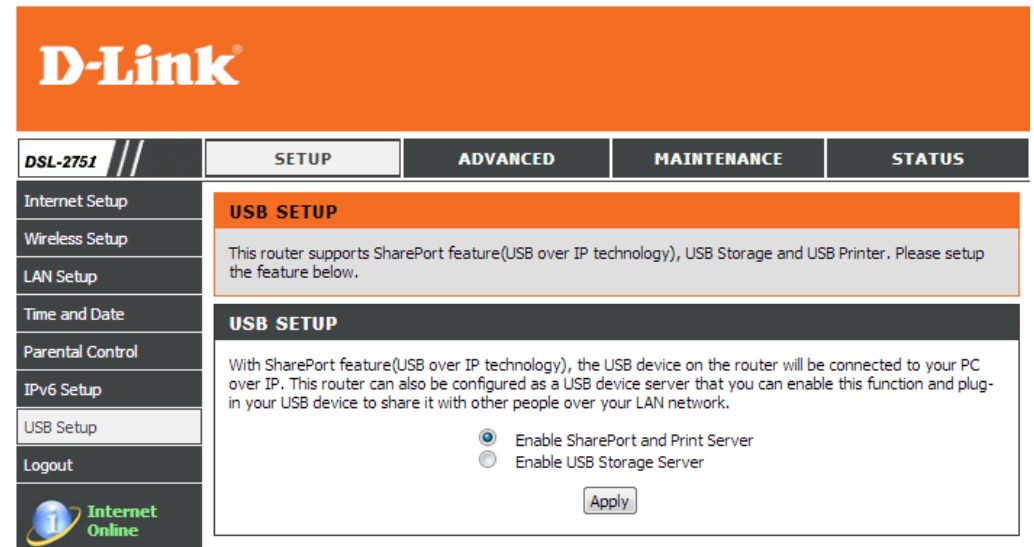 D-Link®
DSL-2751
SETUP
ADVANCED
MAINTENANCE
STATUS
Internet Setup
Wireless Setup
LAN Setup
Time and Date
Parental Control
IPv6 Setup
USB Setup
Logout
Internet
Online
USB SETUP
This router supports SharePort feature(USB over IP technology), USB Storage and USB Printer. Please setup
the feature below.
USB SETUP
With SharePort feature(USB over IP technology), the USB device on the router will be connected to your PC
over IP. This router can also be configured as a USB device server that you can enable this function and plug-
in your USB device to share it with other people over your LAN network.
Enable SharePort and Print Server
Enable USB Storage Server
Apply